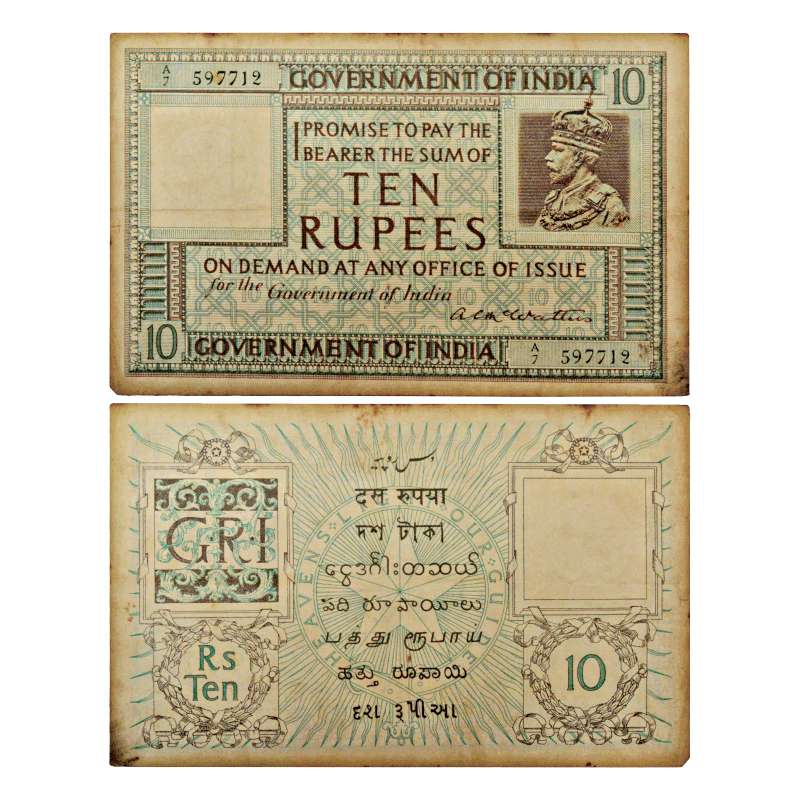 A/7 597712 GOVERNMENT OF INDIA 10
I PROMISE TO PAY THE
BEARER THE SUM OF
TEN
RUPEES
ON DEMAND AT ANY OFFICE OF ISSUE
for the Government of India
10 GOVERNMENT OF INDIA A/7 597712
GRI
HEAVENS OUR
दस रुपया
দশ টাকা
ငွေဒင်္ဂါးတဆယ်
పది రూపాయిలు
பத்து ரூபாய்
ಹತ್ತು ರೂಪಾಯಿ
દશ રૂપીઆ
Rs
Ten
10